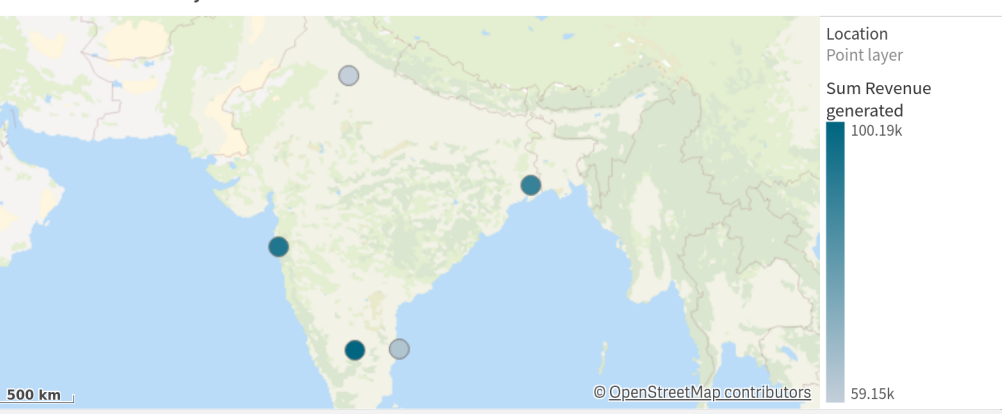 Location
Point layer
Sum Revenue
generated
100.19k
59.15k
500 km
© OpenStreetMap contributors